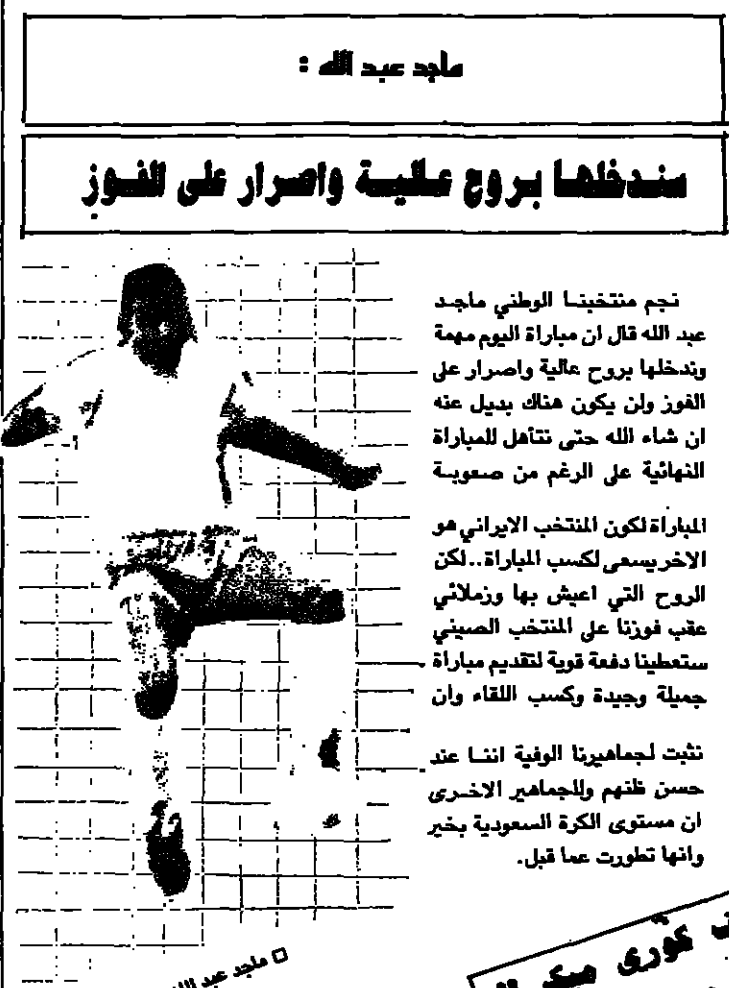 ماجد عبد الله :
سندخلها بروح عالية واصرار على الفوز
نجم منتخبنا الوطني ماجد
عبد الله قال ان مباراة اليوم مهمة
وندخلها بروح عالية واصرار على
الفوز ولن يكون هناك بديل عنه
ان شاء الله حتى نتأهل للمباراة
النهائية على الرغم من صعوبة
المباراة لكون المنتخب الايراني هو
الاخر يسعى لكسب المباراة .. لكن
الروح التي اعيش بها وزملائي
عقب فوزنا على المنتخب الصيني
ستعطينا دفعة قوية لتقديم مباراة
جميلة وجيدة وكسب اللقاء وان
نثبت لجماهيرنا الوفية اننا عند
حسن ظنهم وللجماهير الاخرى
ان مستوى الكرة السعودية بخير
وانها تطورت عما قبل .
□ ماجد عبد
كوري